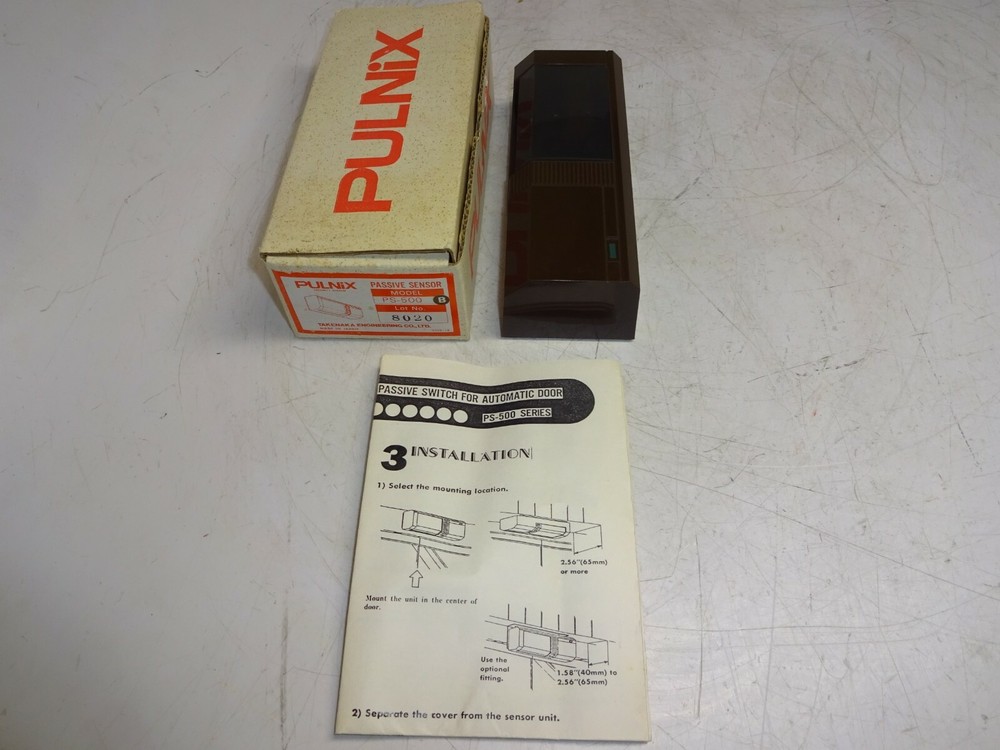 PULNiX
PULNiX PASSIVE SENSOR
MODEL
PS-500 B
Lot No.
8020
TAKENAKA ENGINEERING CO., LTD.
MADE IN JAPAN
PASSIVE SWITCH FOR AUTOMATIC DOOR
PS-500 SERIES
3 INSTALLATION
1) Select the mounting location.
2.56"(65mm)
or more
Mount the unit in the center of
door.
Use the
optional
fitting.
1.58"(40mm) to
2.56"(65mm)
2) Separate the cover from the sensor unit.